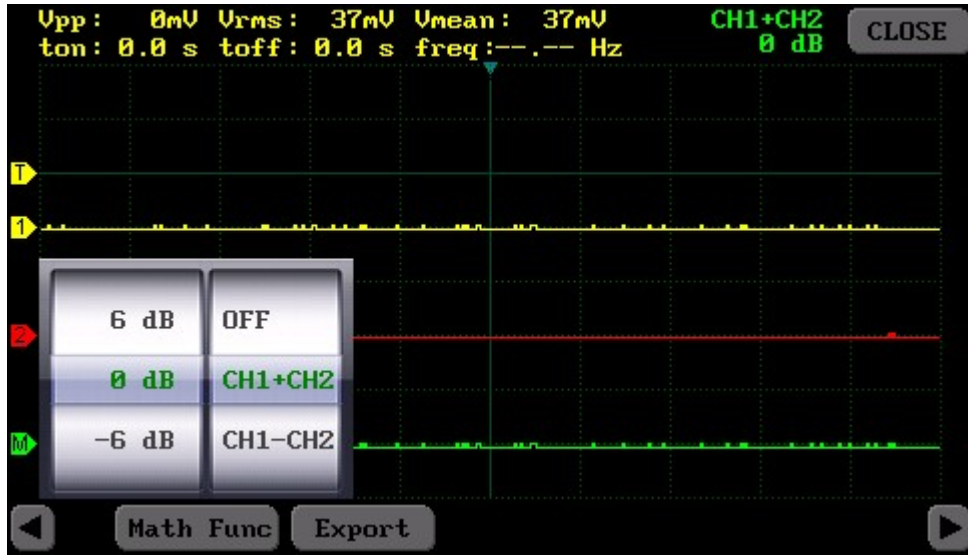 Vpp: 0mV Vrms: 37mV Vmean: 37mV CH1+CH2 CLOSE
ton: 0.0 s toff: 0.0 s freq:--.-- Hz 0 dB
T
1
6 dB OFF
2
0 dB CH1+CH2
-6 dB CH1-CH2
M
Math Func Export